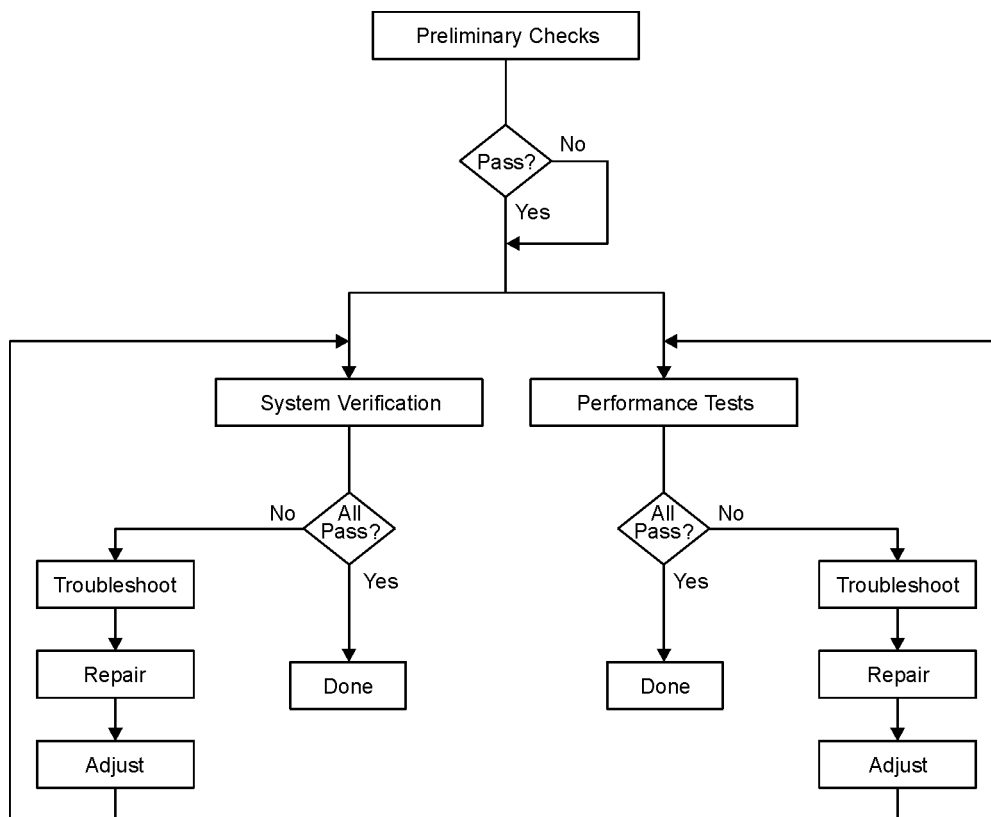 Preliminary Checks
Pass?
No
Yes
System Verification
Performance Tests
No
All
Pass?
Yes
All
Pass?
No
Yes
Troubleshoot
Troubleshoot
Repair
Done
Done
Repair
Adjust
Adjust